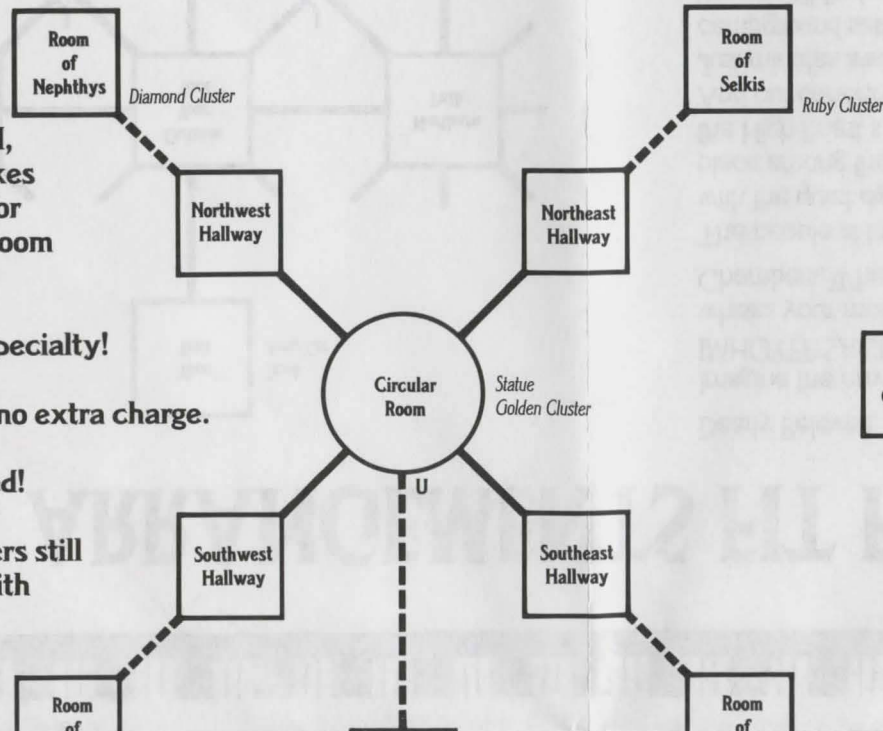 Room
of
Nephthys
Diamond Cluster
Room
of
Selkis
Ruby Cluster
kes
or
oom
Northwest
Hallway
Northeast
Hallway
pecialty!
no extra charge.
Circular
Room
Statue
Golden Cluster
d!
U
ers still
ith
Southwest
Hallway
Southeast
Hallway
Room
of
Room
of